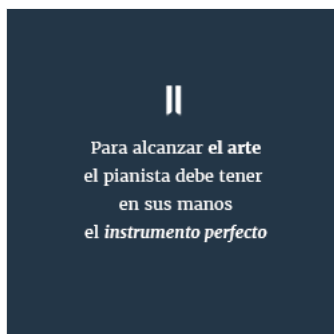 Para alcanzar el arte
el pianista debe tener
en sus manos
el instrumento perfecto